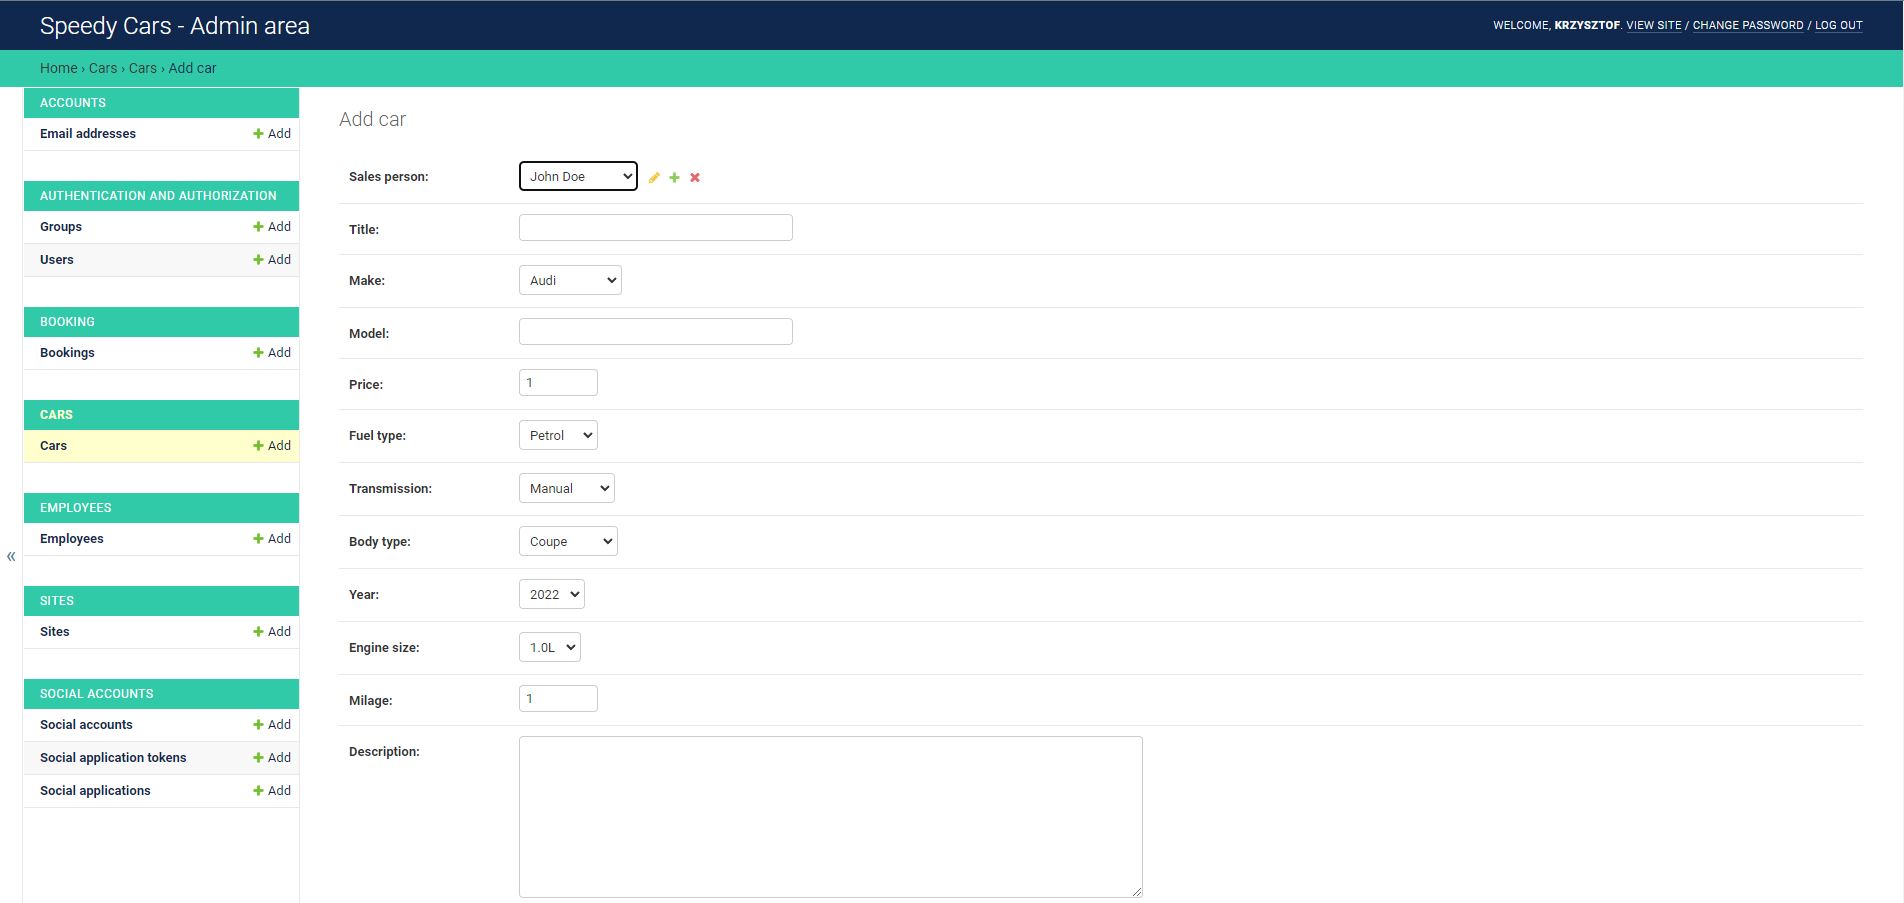 Speedy Cars - Admin area
WELCOME, KRZYSZTOF. VIEW SITE / CHANGE PASSWORD / LOG OUT
Home › Cars › Cars › Add car
ACCOUNTS
Email addresses + Add
AUTHENTICATION AND AUTHORIZATION
Groups + Add
Users + Add
BOOKING
Bookings + Add
CARS
Cars + Add
EMPLOYEES
Employees + Add
SITES
Sites + Add
SOCIAL ACCOUNTS
Social accounts + Add
Social application tokens + Add
Social applications + Add
«
Add car
Sales person: John Doe
Title:
Make: Audi
Model:
Price: 1
Fuel type: Petrol
Transmission: Manual
Body type: Coupe
Year: 2022
Engine size: 1.0L
Milage: 1
Description: